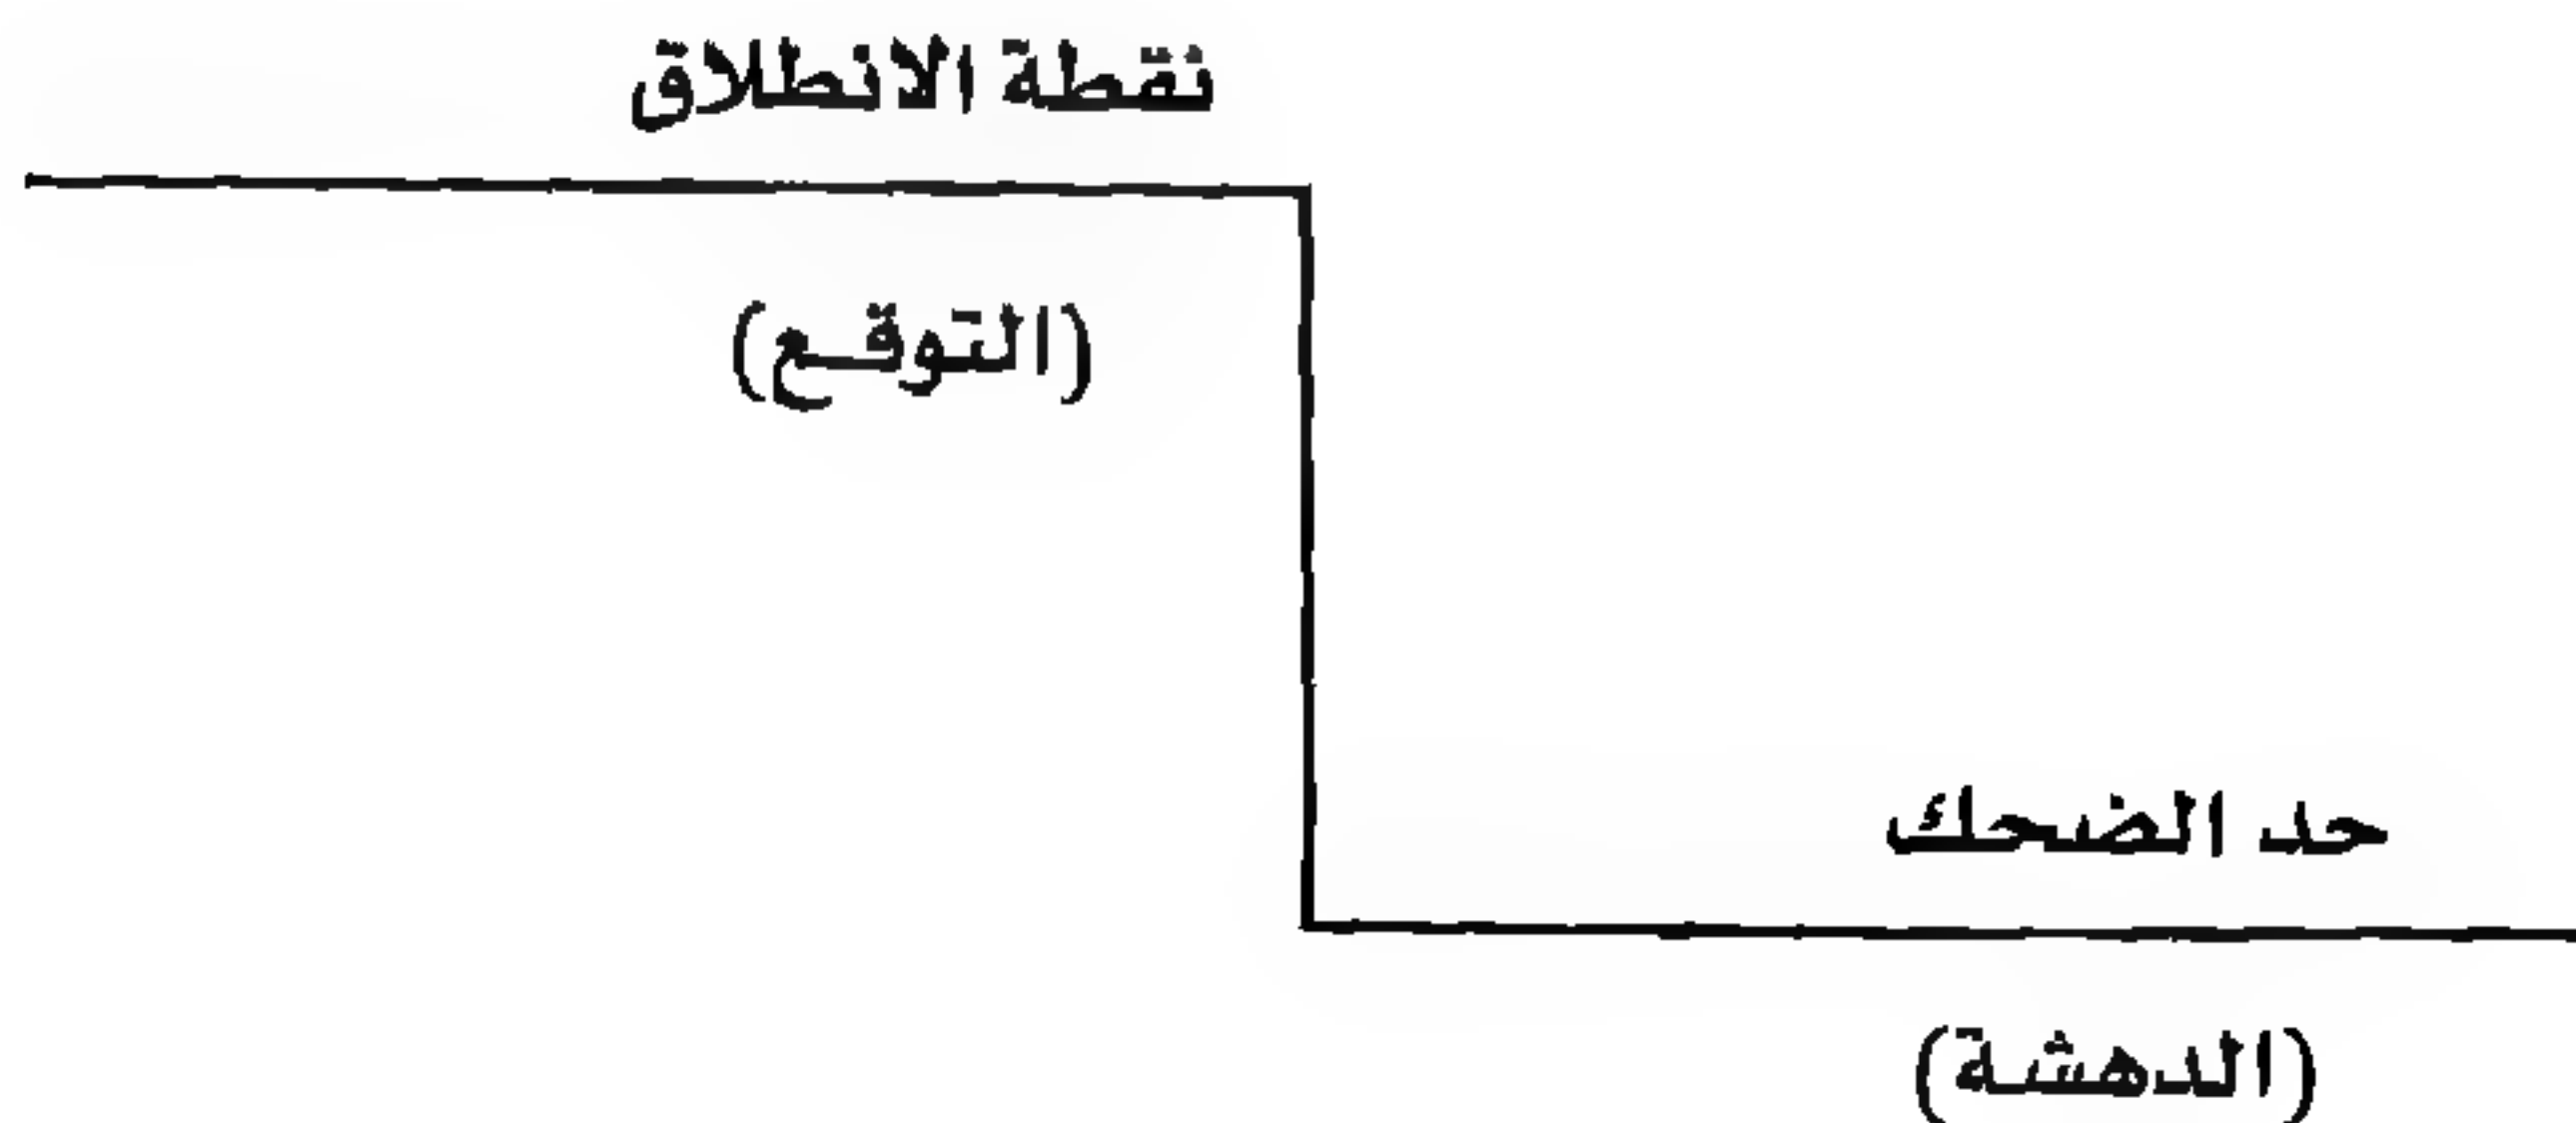 نقطة الانطلاق
(التوقع)
حد الضحك
(الدهشة)